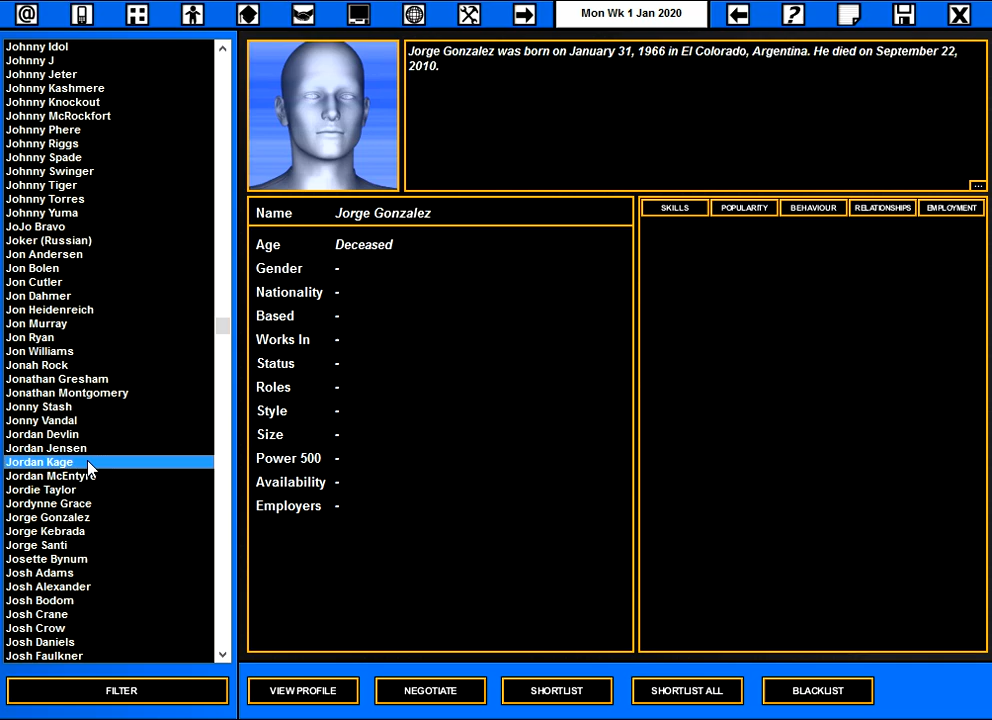 @
Mon Wk 1 Jan 2020
?
X
Johnny Idol
Johnny J
Johnny Jeter
Johnny Kashmere
Johnny Knockout
Johnny McRockfort
Johnny Phere
Johnny Riggs
Johnny Spade
Johnny Swinger
Johnny Tiger
Johnny Torres
Johnny Yuma
JoJo Bravo
Joker (Russian)
Jon Andersen
Jon Bolen
Jon Cutler
Jon Dahmer
Jon Heidenreich
Jon Murray
Jon Ryan
Jon Williams
Jonah Rock
Jonathan Gresham
Jonathan Montgomery
Jonny Stash
Jonny Vandal
Jordan Devlin
Jordan Jensen
Jordan Kage
Jordan McEntyre
Jordie Taylor
Jordynne Grace
Jorge Gonzalez
Jorge Kebrada
Jorge Santi
Josette Bynum
Josh Adams
Josh Alexander
Josh Bodom
Josh Crane
Josh Crow
Josh Daniels
Josh Faulkner
FILTER
Jorge Gonzalez was born on January 31, 1966 in El Colorado, Argentina. He died on September 22,
2010.
...
Name Jorge Gonzalez
Age Deceased
Gender -
Nationality -
Based -
Works In -
Status -
Roles -
Style -
Size -
Power 500 -
Availability -
Employers -
SKILLS POPULARITY BEHAVIOUR RELATIONSHIPS EMPLOYMENT
VIEW PROFILE NEGOTIATE SHORTLIST SHORTLIST ALL BLACKLIST